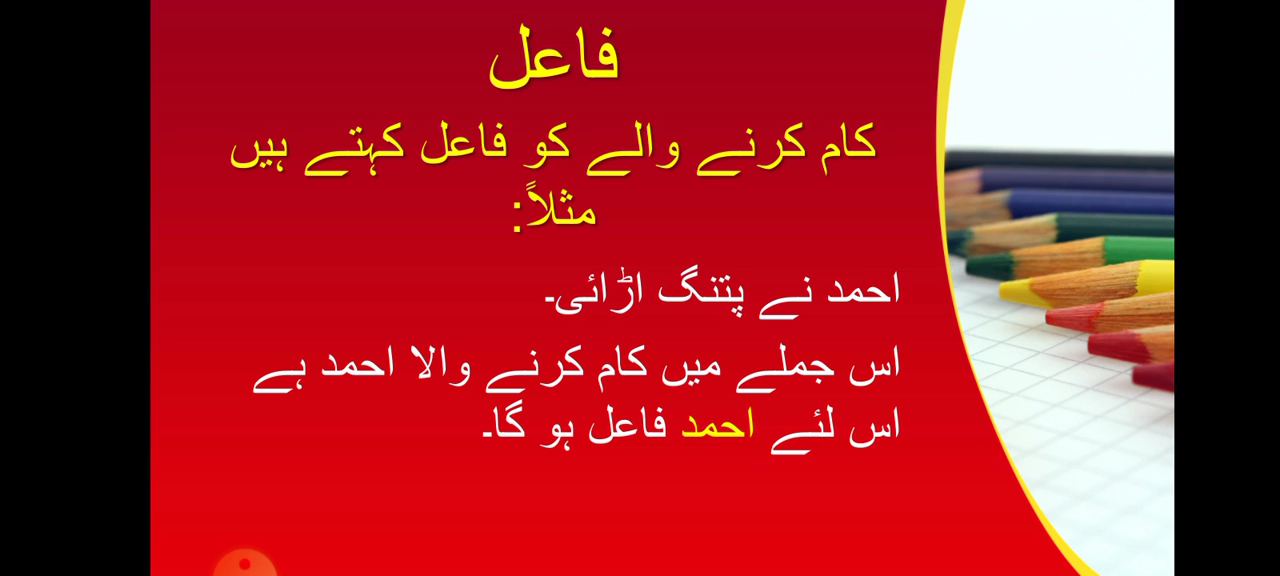 فاعل
کام کرنے والے کو فاعل کہتے ہیں
مثلاً:
احمد نے پتنگ اڑائی۔
اس جملے میں کام کرنے والا احمد ہے
اس لئے احمد فاعل ہو گا۔